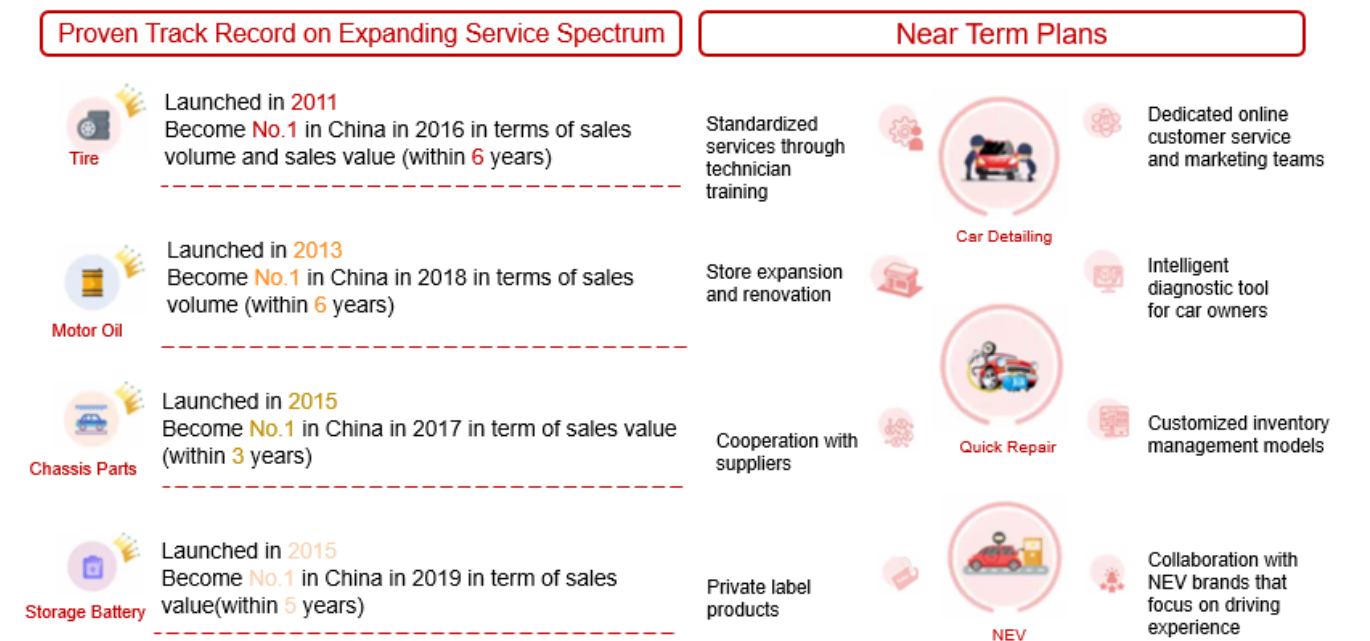 Proven Track Record on Expanding Service Spectrum
Launched in 2011
Become No.1 in China in 2016 in terms of sales
volume and sales value (within 6 years)
Tire
Launched in 2013
Become No.1 in China in 2018 in terms of sales
volume (within 6 years)
Motor Oil
Launched in 2015
Become No.1 in China in 2017 in term of sales value
(within 3 years)
Chassis Parts
Launched in 2015
Become No.1 in China in 2019 in term of sales
value(within 5 years)
Storage Battery
Near Term Plans
Standardized
services through
technician
training
Car Detailing
Dedicated online
customer service
and marketing teams
Store expansion
and renovation
Intelligent
diagnostic tool
for car owners
Quick Repair
Cooperation with
suppliers
Customized inventory
management models
Private label
products
NEV
Collaboration with
NEV brands that
focus on driving
experience